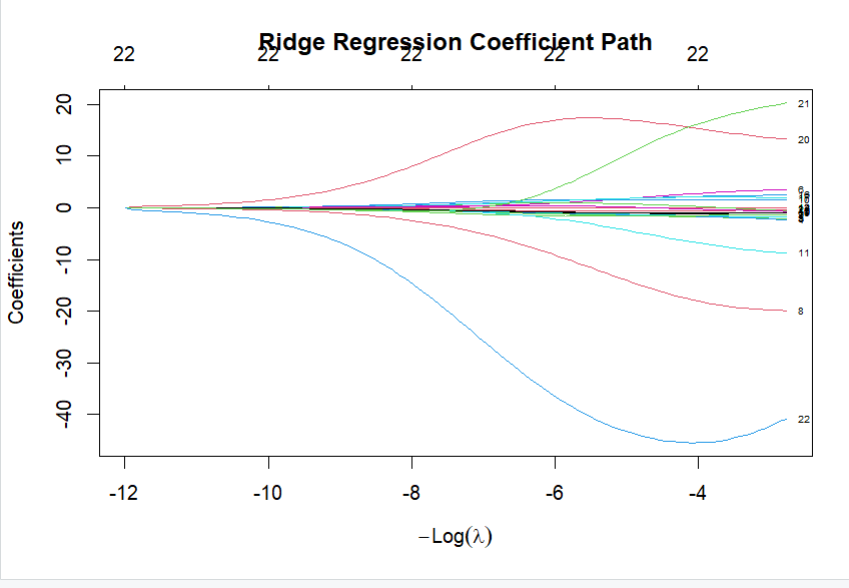 Ridge Regression Coefficient Path
22 22 22 22 22
20
10
0
-10
-20
-30
-40
Coefficients
21
20
6
11
8
22
-12 -10 -8 -6 -4
−Log(λ)